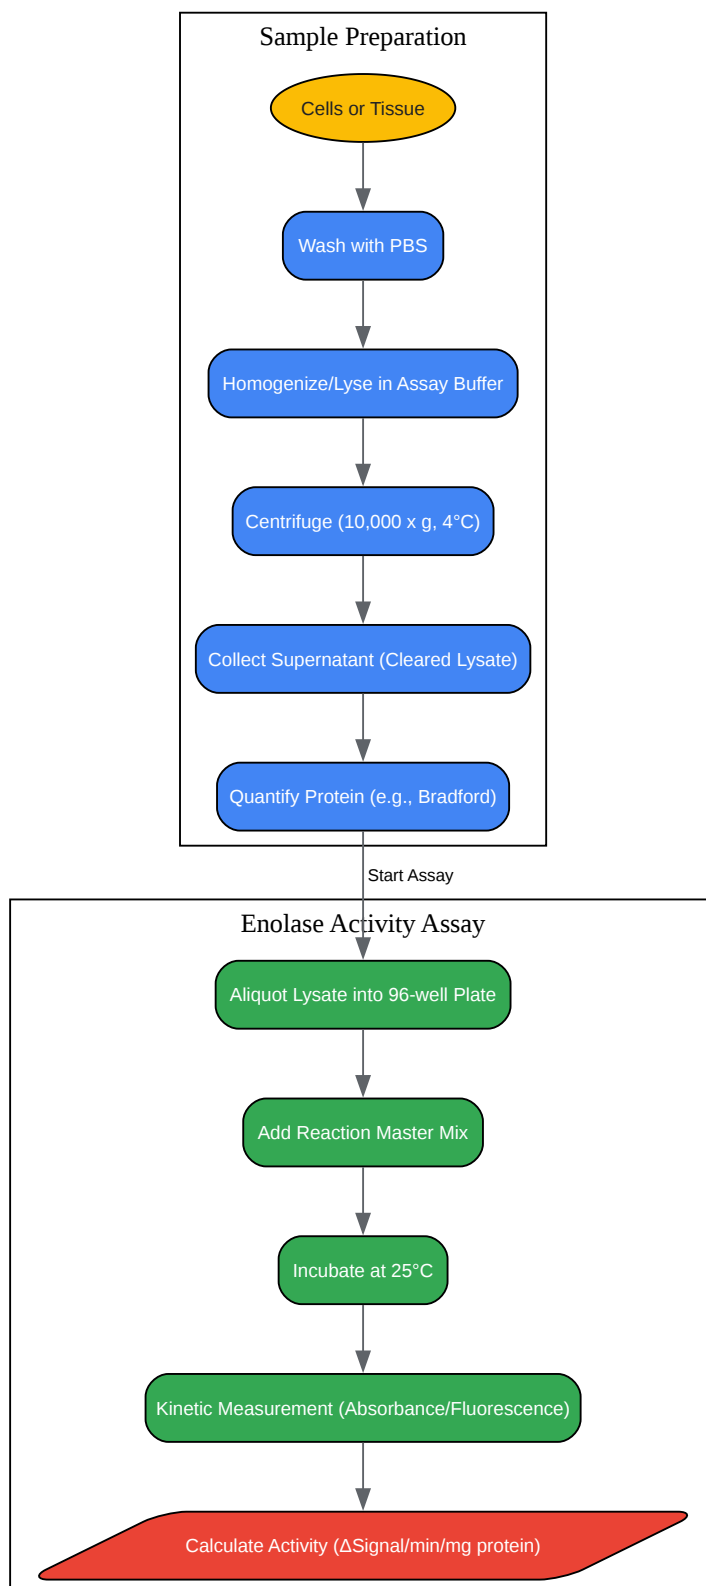 Sample Preparation
Cells or Tissue
Wash with PBS
Homogenize/Lyse in Assay Buffer
Centrifuge (10,000 x g, 4°C)
Collect Supernatant (Cleared Lysate)
Quantify Protein (e.g., Bradford)
Start Assay
Enolase Activity Assay
Aliquot Lysate into 96-well Plate
Add Reaction Master Mix
Incubate at 25°C
Kinetic Measurement (Absorbance/Fluorescence)
Calculate Activity (ΔSignal/min/mg protein)